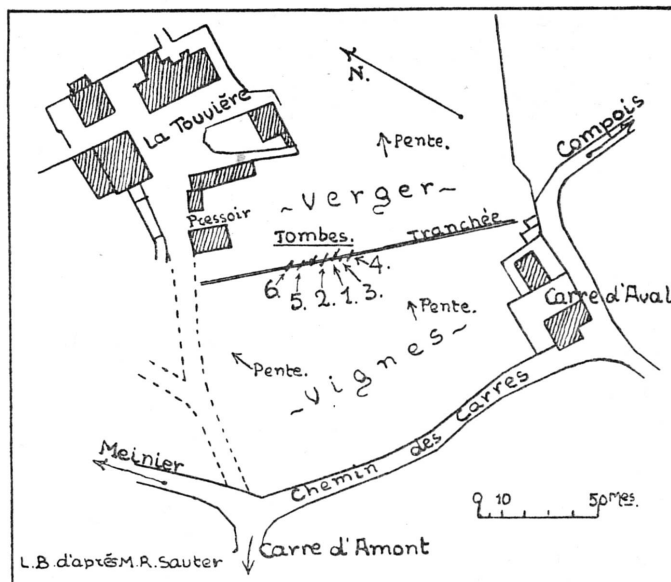 N.
La Touvière
Pente.
Compois
~ Verger ~
Pressoir
Tombes.
Tranchée
6. 5. 2. 1. 3. 4.
Carre d'Aval
Pente.
Pente.
~ Vignes ~
Meinier
Chemin des Carres
0 10 50 Mes.
Carre d'Amont
L.B. d'après M.R. Sauter